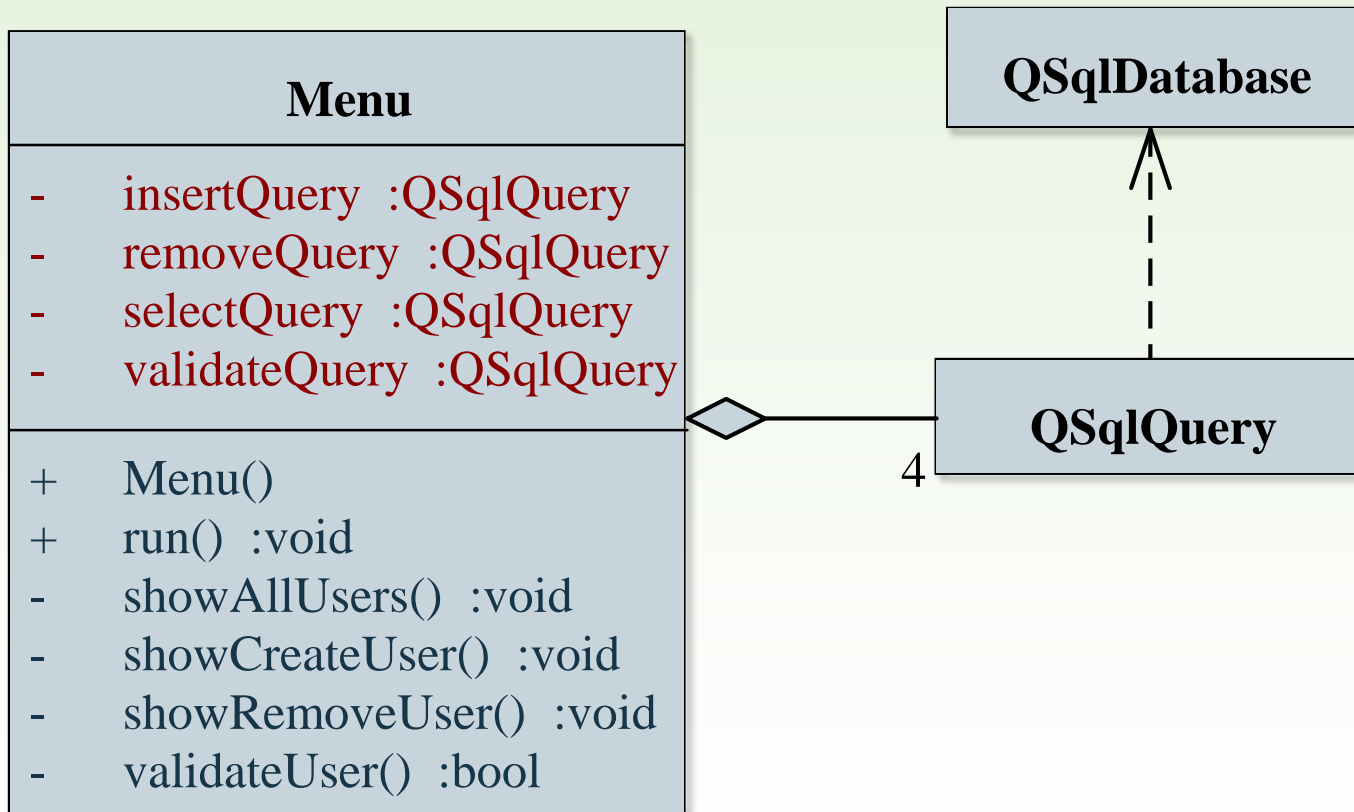 Menu
- insertQuery :QSqlQuery
- removeQuery :QSqlQuery
- selectQuery :QSqlQuery
- validateQuery :QSqlQuery
+ Menu()
+ run() :void
- showAllUsers() :void
- showCreateUser() :void
- showRemoveUser() :void
- validateUser() :bool
QSqlDatabase
QSqlQuery
4